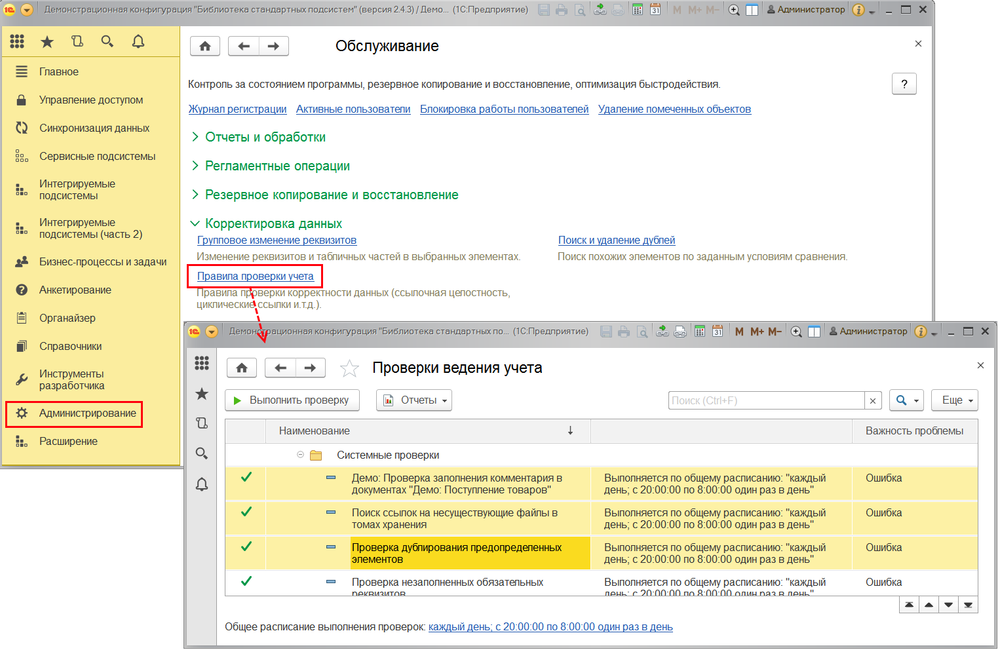 Демонстрационная конфигурация "Библиотека стандартных подсистем" (версия 2.4.3) / Демо... (1С:Предприятие)
31
M M+ M-
Администратор
Обслуживание
Главное
Контроль за состоянием программы, резервное копирование и восстановление, оптимизация быстродействия.
?
Управление доступом
Журнал регистрации Активные пользователи Блокировка работы пользователей Удаление помеченных объектов
Синхронизация данных
Отчеты и обработки
Сервисные подсистемы
Регламентные операции
Интегрируемые
подсистемы
Резервное копирование и восстановление
Интегрируемые
подсистемы (часть 2)
Корректировка данных
Групповое изменение реквизитов
Поиск и удаление дублей
Изменение реквизитов и табличных частей в выбранных элементах.
Поиск похожих элементов по заданным условиям сравнения.
Бизнес-процессы и задачи
Правила проверки учета
Анкетирование
Правила проверки корректности данных (ссылочная целостность,
циклические ссылки и.т.д.).
Органайзер
Справочники
Инструменты
разработчика
Администрирование
Расширение
Демонстрационная конфигурация "Библиотека стандартных по... (1С:Предприятие)
31
M M+ M-
Администратор
Проверки ведения учета
Выполнить проверку
Отчеты
Поиск (Ctrl+F)
×
Еще
Наименование
Важность проблемы
Системные проверки
Демо: Проверка заполнения комментария в
документах "Демо: Поступление товаров"
Выполняется по общему расписанию: "каждый
день; с 20:00:00 по 8:00:00 один раз в день"
Ошибка
Поиск ссылок на несуществующие файлы в
томах хранения
Выполняется по общему расписанию: "каждый
день; с 20:00:00 по 8:00:00 один раз в день"
Ошибка
Проверка дублирования предопределенных
элементов
Выполняется по общему расписанию: "каждый
день; с 20:00:00 по 8:00:00 один раз в день"
Ошибка
Проверка незаполненных обязательных
реквизитов
Выполняется по общему расписанию: "каждый
день; с 20:00:00 по 8:00:00 один раз в день"
Ошибка
Общее расписание выполнения проверок: каждый день; с 20:00:00 по 8:00:00 один раз в день